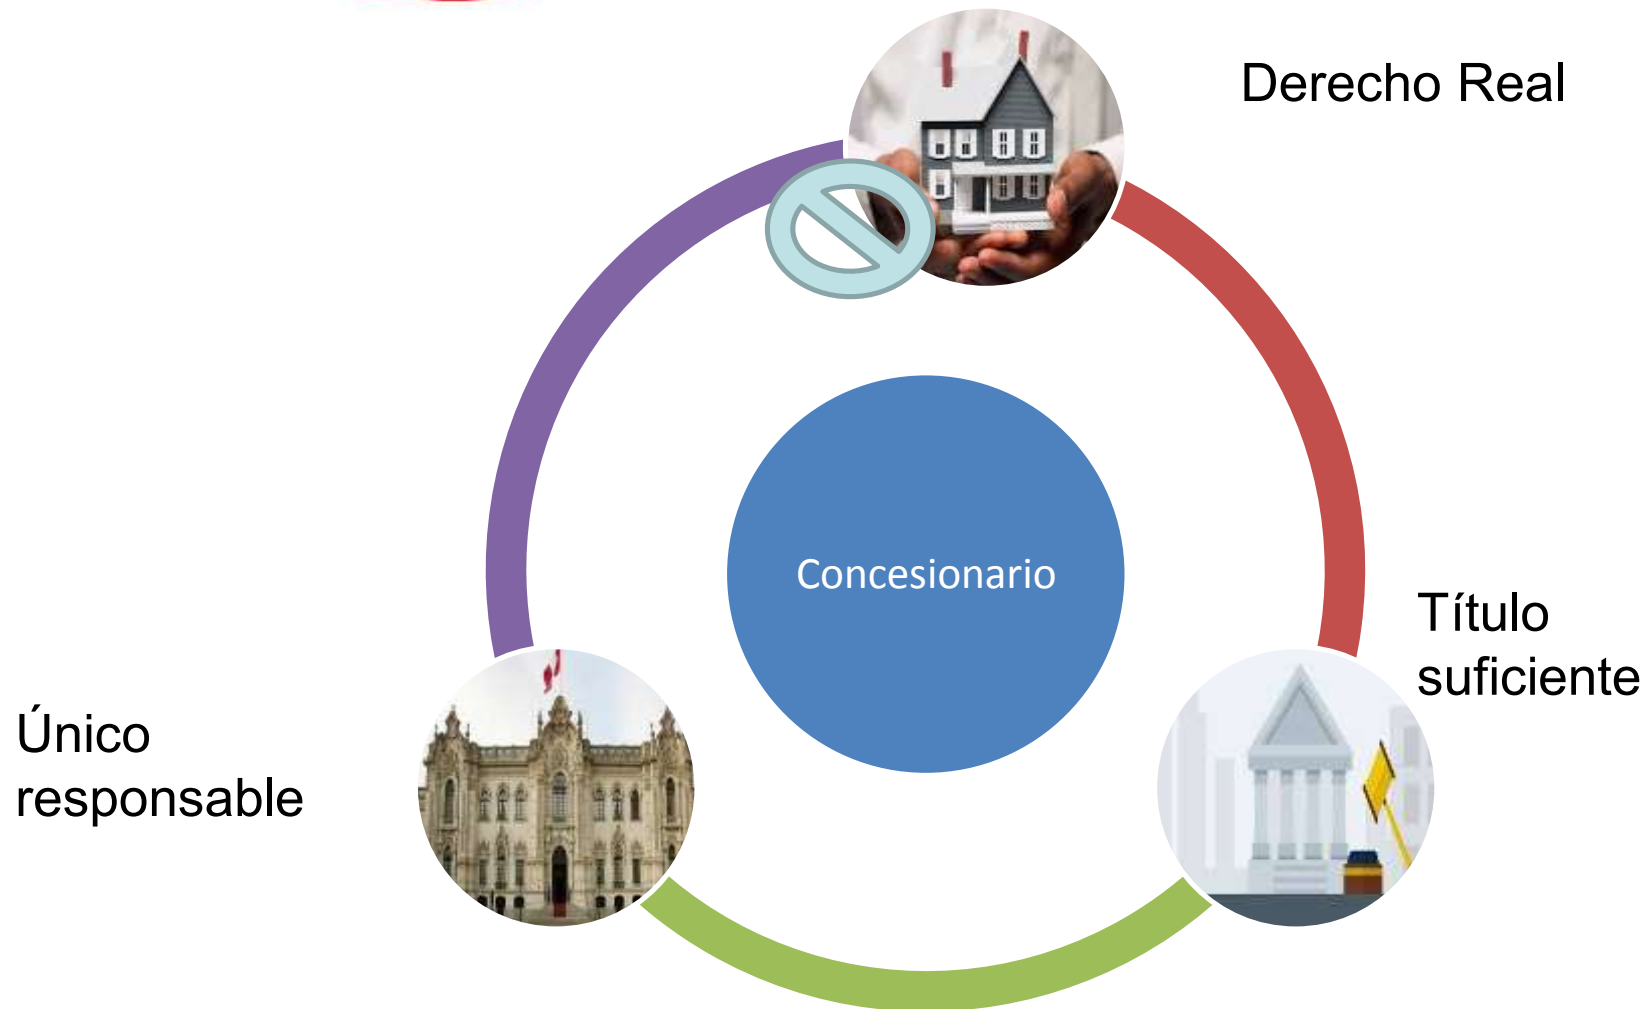 Derecho Real
Concesionario
Título
suficiente
Único
responsable